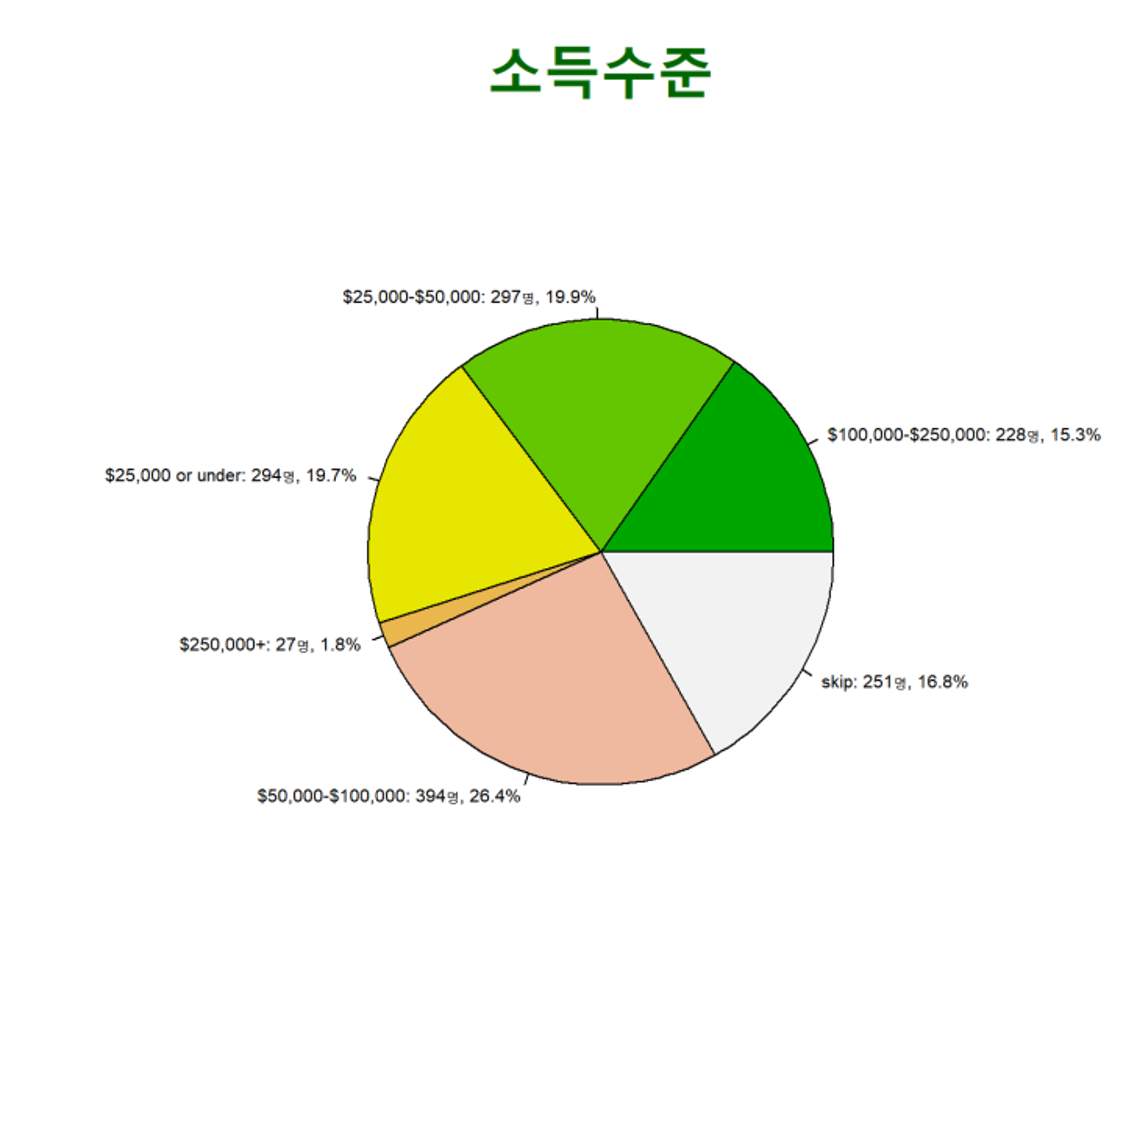 소득수준
$25,000-$50,000: 297명, 19.9%
$100,000-$250,000: 228명, 15.3%
$25,000 or under: 294명, 19.7%
$250,000+: 27명, 1.8%
skip: 251명, 16.8%
$50,000-$100,000: 394명, 26.4%